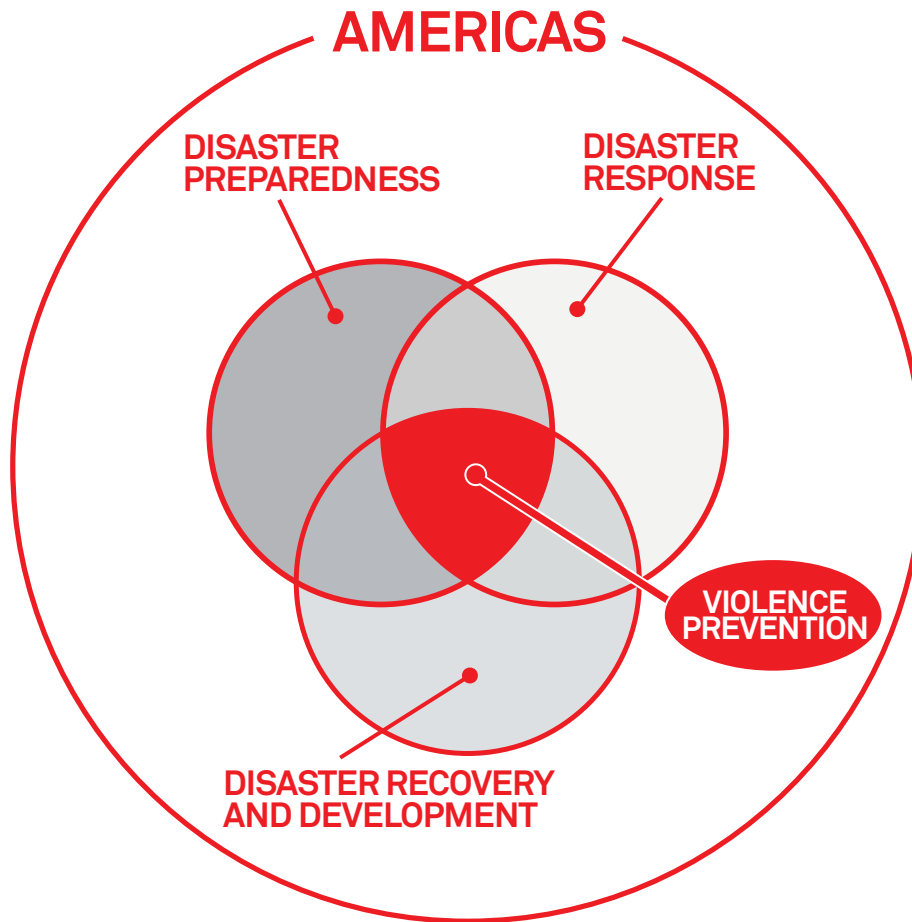 AMERICAS
DISASTER
PREPAREDNESS
DISASTER
RESPONSE
VIOLENCE
PREVENTION
DISASTER RECOVERY
AND DEVELOPMENT